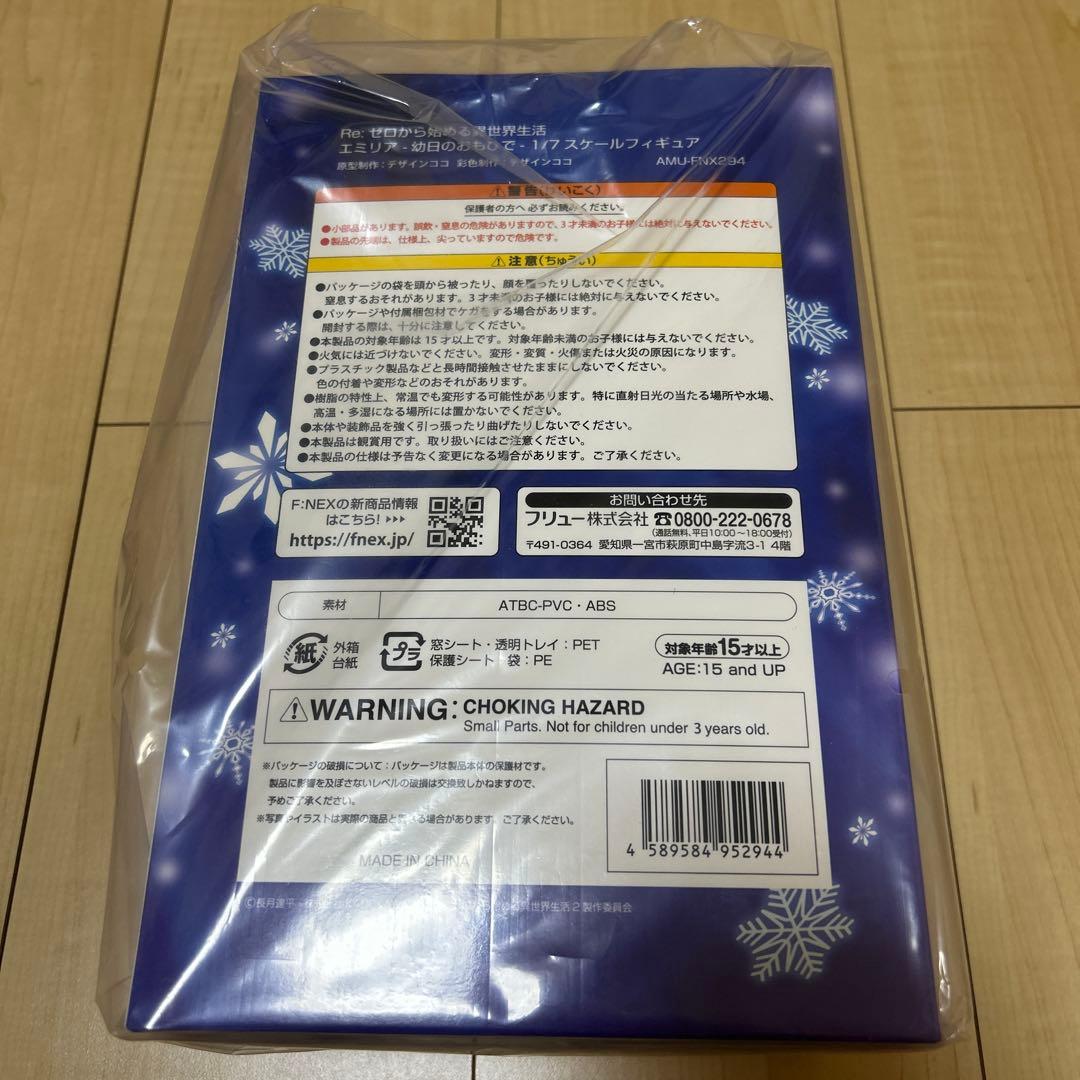 Re: ゼロから始める異世界生活
エミリア - 幼日のおもひで - 1/7 スケールフィギュア
原型制作：デザインココ 彩色制作：デザインココ AMU-FNX294
⚠警告(けいこく)
保護者の方へ 必ずお読みください。
●小部品があります。誤飲・窒息の危険がありますので、3才未満のお子様には絶対に与えないでください。
●製品の先端は、仕様上、尖っていますので危険です。
⚠注意(ちゅうい)
●パッケージの袋を頭から被ったり、顔を覆ったりしないでください。
窒息するおそれがあります。3才未満のお子様には絶対に与えないでください。
●パッケージや付属梱包材でケガをする場合があります。
開封する際は、十分に注意してください。
●本製品の対象年齢は15才以上です。対象年齢未満のお子様には与えないでください。
●火気には近づけないでください。変形・変質・火傷または火災の原因になります。
●プラスチック製品などと長時間接触させたままにしないでください。
色の付着や変形などのおそれがあります。
●樹脂の特性上、常温でも変形する可能性があります。特に直射日光の当たる場所や水場、
高温・多湿になる場所には置かないでください。
●本体や装飾品を強く引っ張ったり曲げたりしないでください。
●本製品は観賞用です。取り扱いにはご注意ください。
●本製品の仕様は予告なく変更になる場合があります。ご了承ください。
F:NEXの新商品情報
はこちら! ▸▸▸
https://fnex.jp/
お問い合わせ先
フリュー株式会社 ☎0800-222-0678
(通話無料、平日10:00～18:00受付)
〒491-0364 愛知県一宮市萩原町中島字流3-1 4階
素材 ATBC-PVC・ABS
紙 外箱
台紙
プラ 窓シート・透明トレイ：PET
保護シート・袋：PE
対象年齢15才以上
AGE:15 and UP
⚠WARNING: CHOKING HAZARD
Small Parts. Not for children under 3 years old.
※パッケージの破損について：パッケージは製品本体の保護材です。
製品に影響を及ぼさないレベルの破損は交換致しかねますので、
予めご了承ください。
※写真やイラストは実際の商品と異なる場合があります。ご了承ください。
4 589584 952944
MADE IN CHINA
©長月達平・株式会社 異世界生活2製作委員会